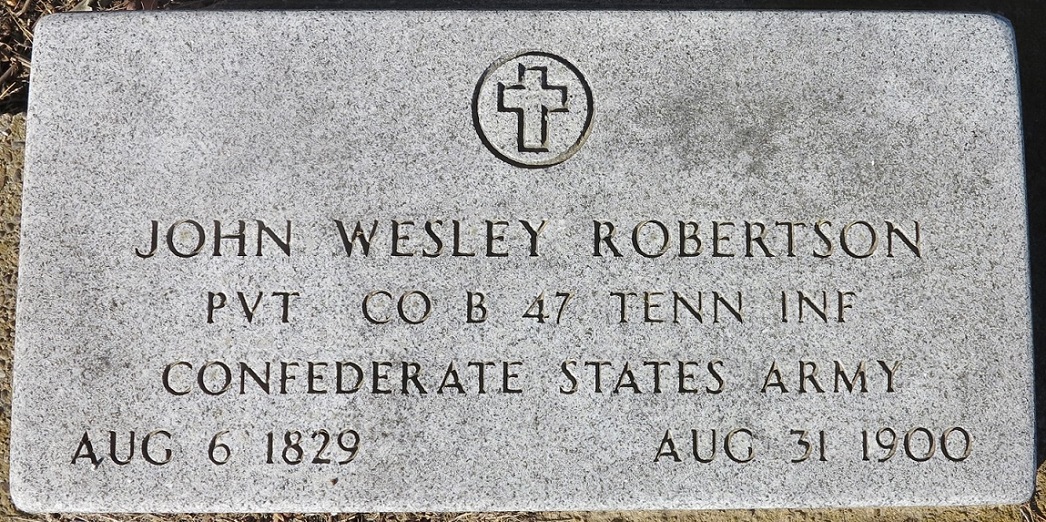 JOHN WESLEY ROBERTSON
PVT CO B 47 TENN INF
CONFEDERATE STATES ARMY
AUG 6 1829 AUG 31 1900